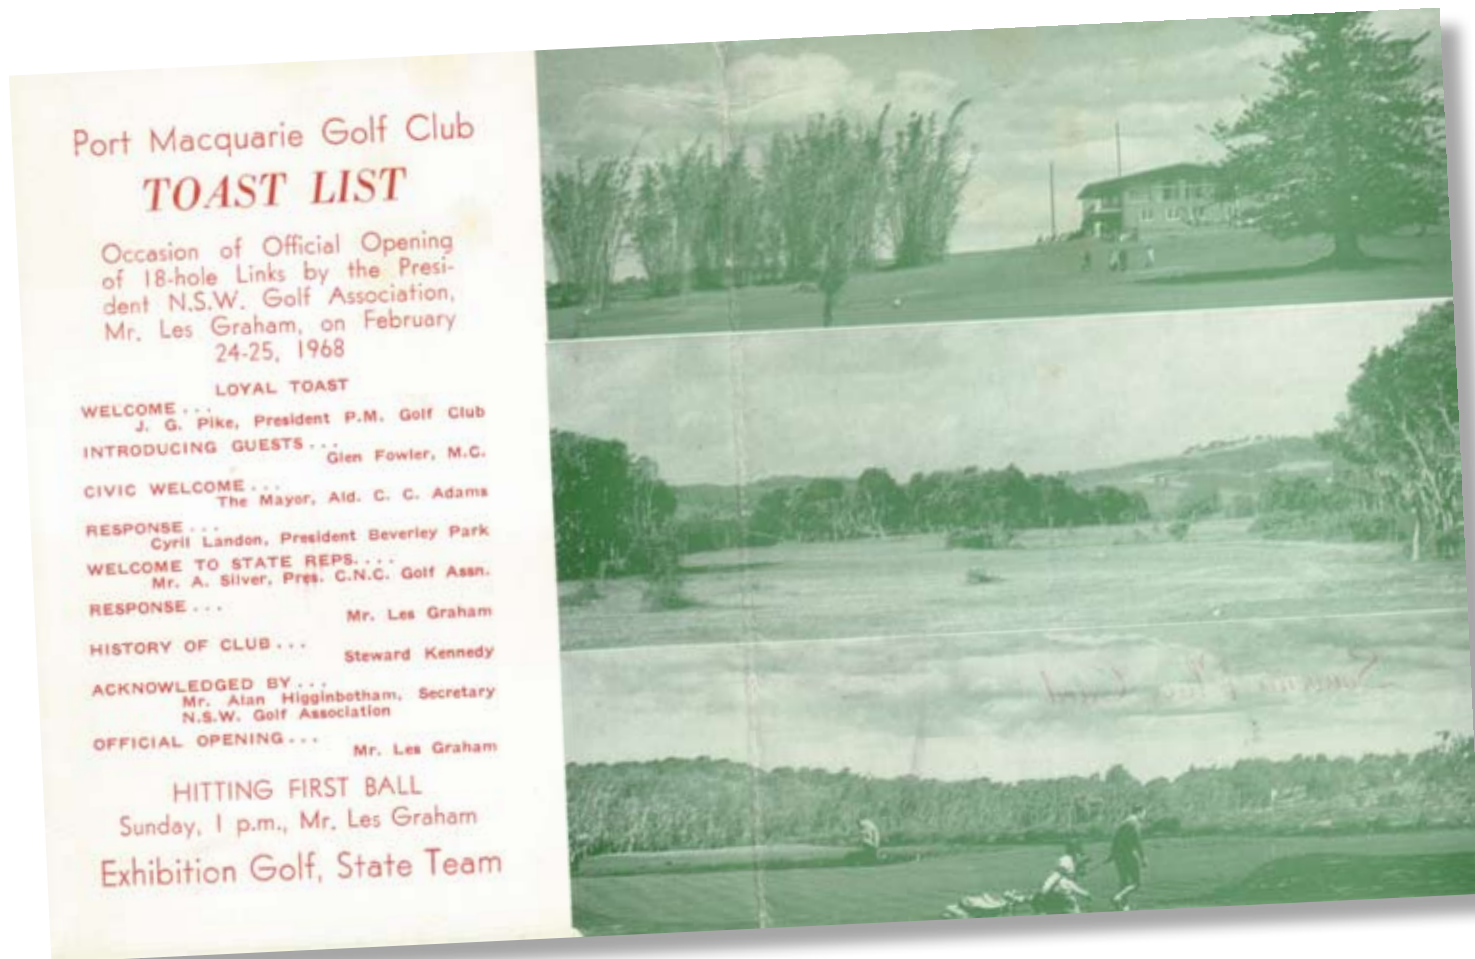 Port Macquarie Golf Club
TOAST LIST
Occasion of Official Opening
of 18-hole Links by the Presi-
dent N.S.W. Golf Association,
Mr. Les Graham, on February
24-25, 1968
LOYAL TOAST
WELCOME...
J. G. Pike, President P.M. Golf Club
INTRODUCING GUESTS...
Glen Fowler, M.C.
CIVIC WELCOME...
The Mayor, Ald. C. C. Adams
RESPONSE...
Cyril Landon, President Beverley Park
WELCOME TO STATE REPS....
Mr. A. Silver, Pres. C.N.C. Golf Assn.
RESPONSE...
Mr. Les Graham
HISTORY OF CLUB...
Steward Kennedy
ACKNOWLEDGED BY...
Mr. Alan Higginbotham, Secretary
N.S.W. Golf Association
OFFICIAL OPENING...
Mr. Les Graham
HITTING FIRST BALL
Sunday, 1 p.m., Mr. Les Graham
Exhibition Golf, State Team